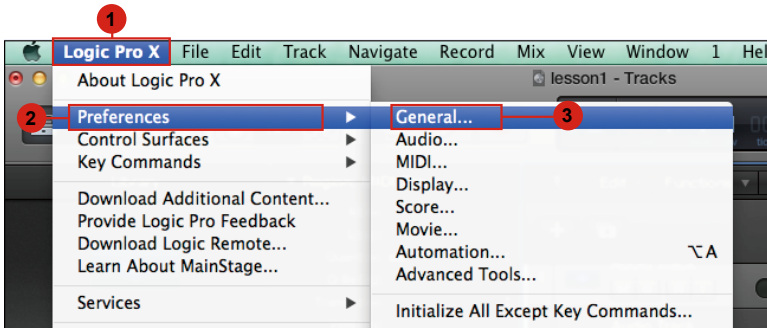 1
Logic Pro X File Edit Track Navigate Record Mix View Window 1 Hel
lesson1 - Tracks
About Logic Pro X
2
Preferences
Control Surfaces
Key Commands
Download Additional Content...
Provide Logic Pro Feedback
Download Logic Remote...
Learn About MainStage...
Services
General...
3
Audio...
MIDI...
Display...
Score...
Movie...
Automation... ⌥A
Advanced Tools...
Initialize All Except Key Commands...